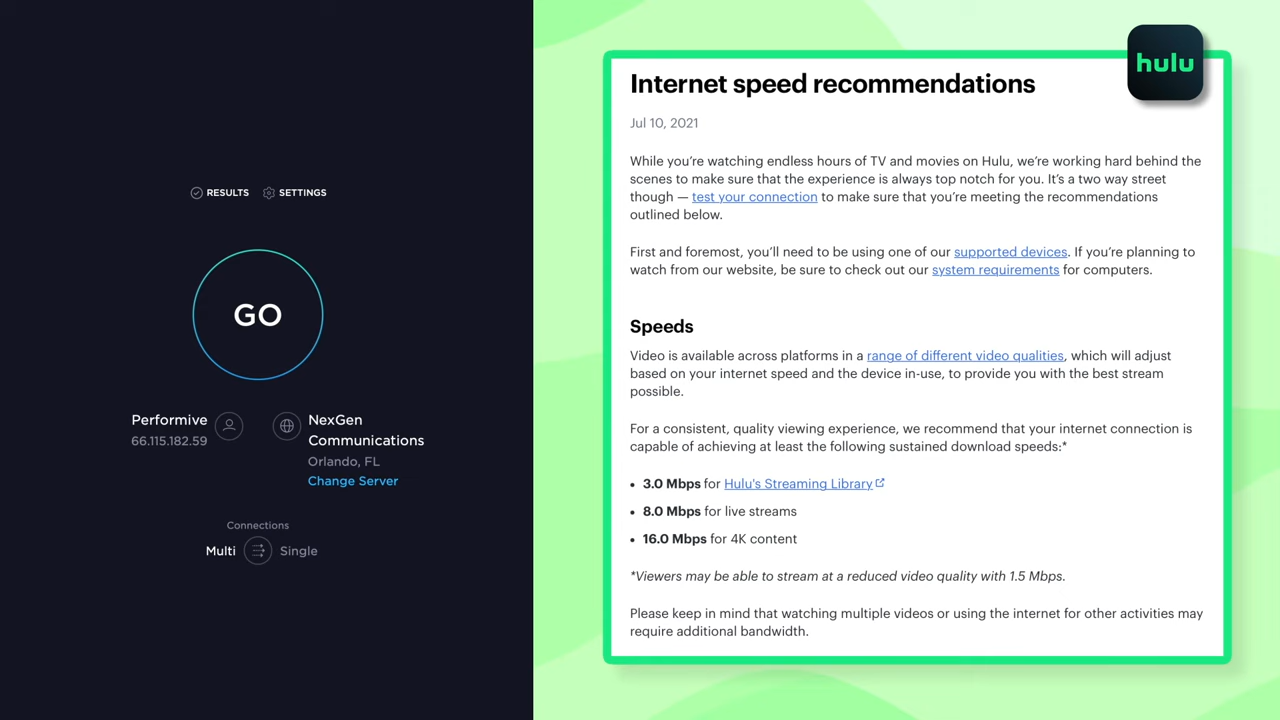 RESULTS SETTINGS
GO
Performive
66.115.182.59
NexGen
Communications
Orlando, FL
Change Server
Connections
Multi Single
hulu
Internet speed recommendations
Jul 10, 2021
While you're watching endless hours of TV and movies on Hulu, we're working hard behind the
scenes to make sure that the experience is always top notch for you. It's a two way street
though — test your connection to make sure that you're meeting the recommendations
outlined below.
First and foremost, you'll need to be using one of our supported devices. If you're planning to
watch from our website, be sure to check out our system requirements for computers.
Speeds
Video is available across platforms in a range of different video qualities, which will adjust
based on your internet speed and the device in-use, to provide you with the best stream
possible.
For a consistent, quality viewing experience, we recommend that your internet connection is
capable of achieving at least the following sustained download speeds:*
• 3.0 Mbps for Hulu's Streaming Library
• 8.0 Mbps for live streams
• 16.0 Mbps for 4K content
*Viewers may be able to stream at a reduced video quality with 1.5 Mbps.
Please keep in mind that watching multiple videos or using the internet for other activities may
require additional bandwidth.